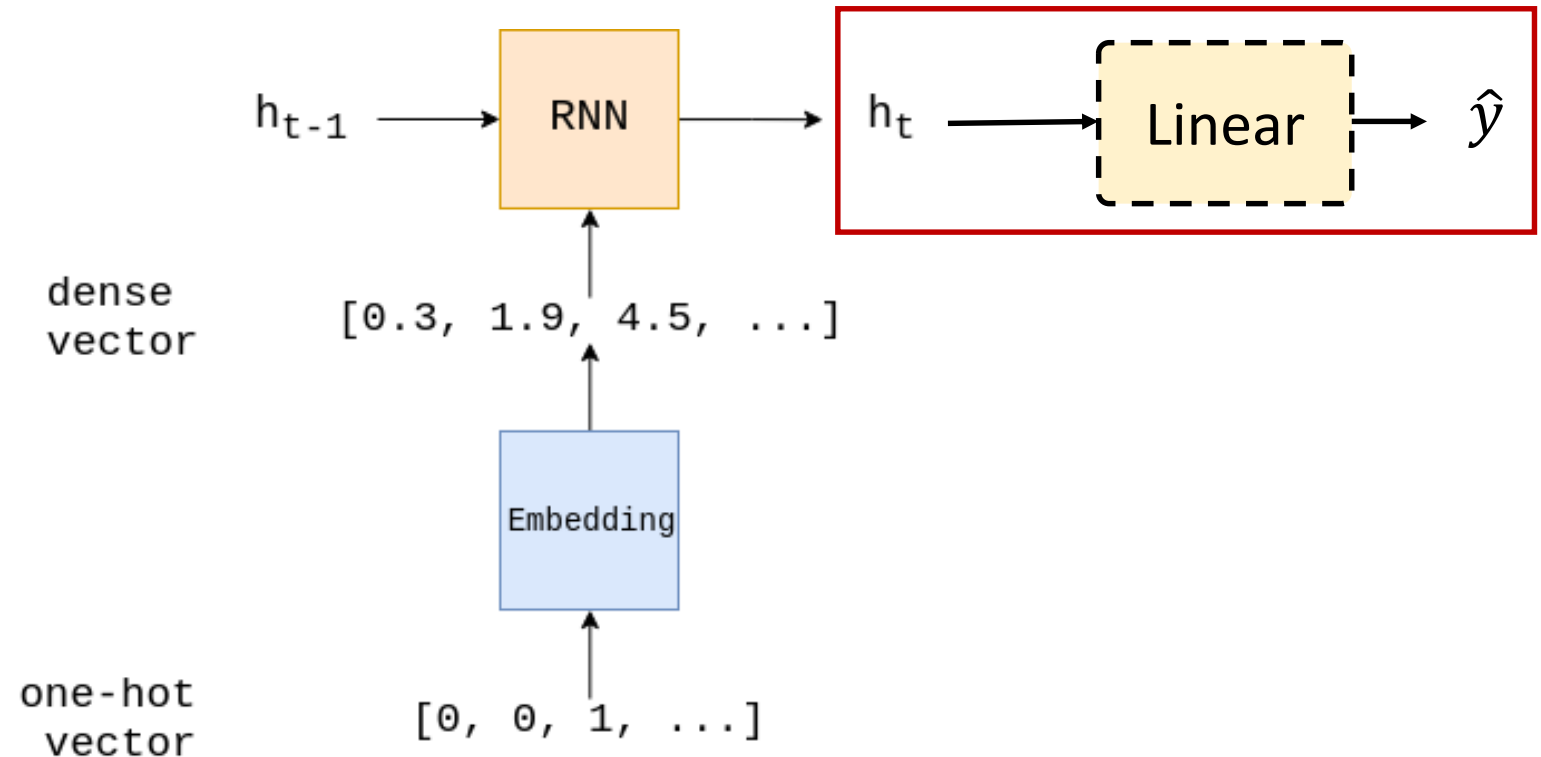 h_{t-1}
RNN
h_t
Linear
ŷ
dense
vector
[0.3, 1.9, 4.5, ...]
Embedding
one-hot
vector
[0, 0, 1, ...]